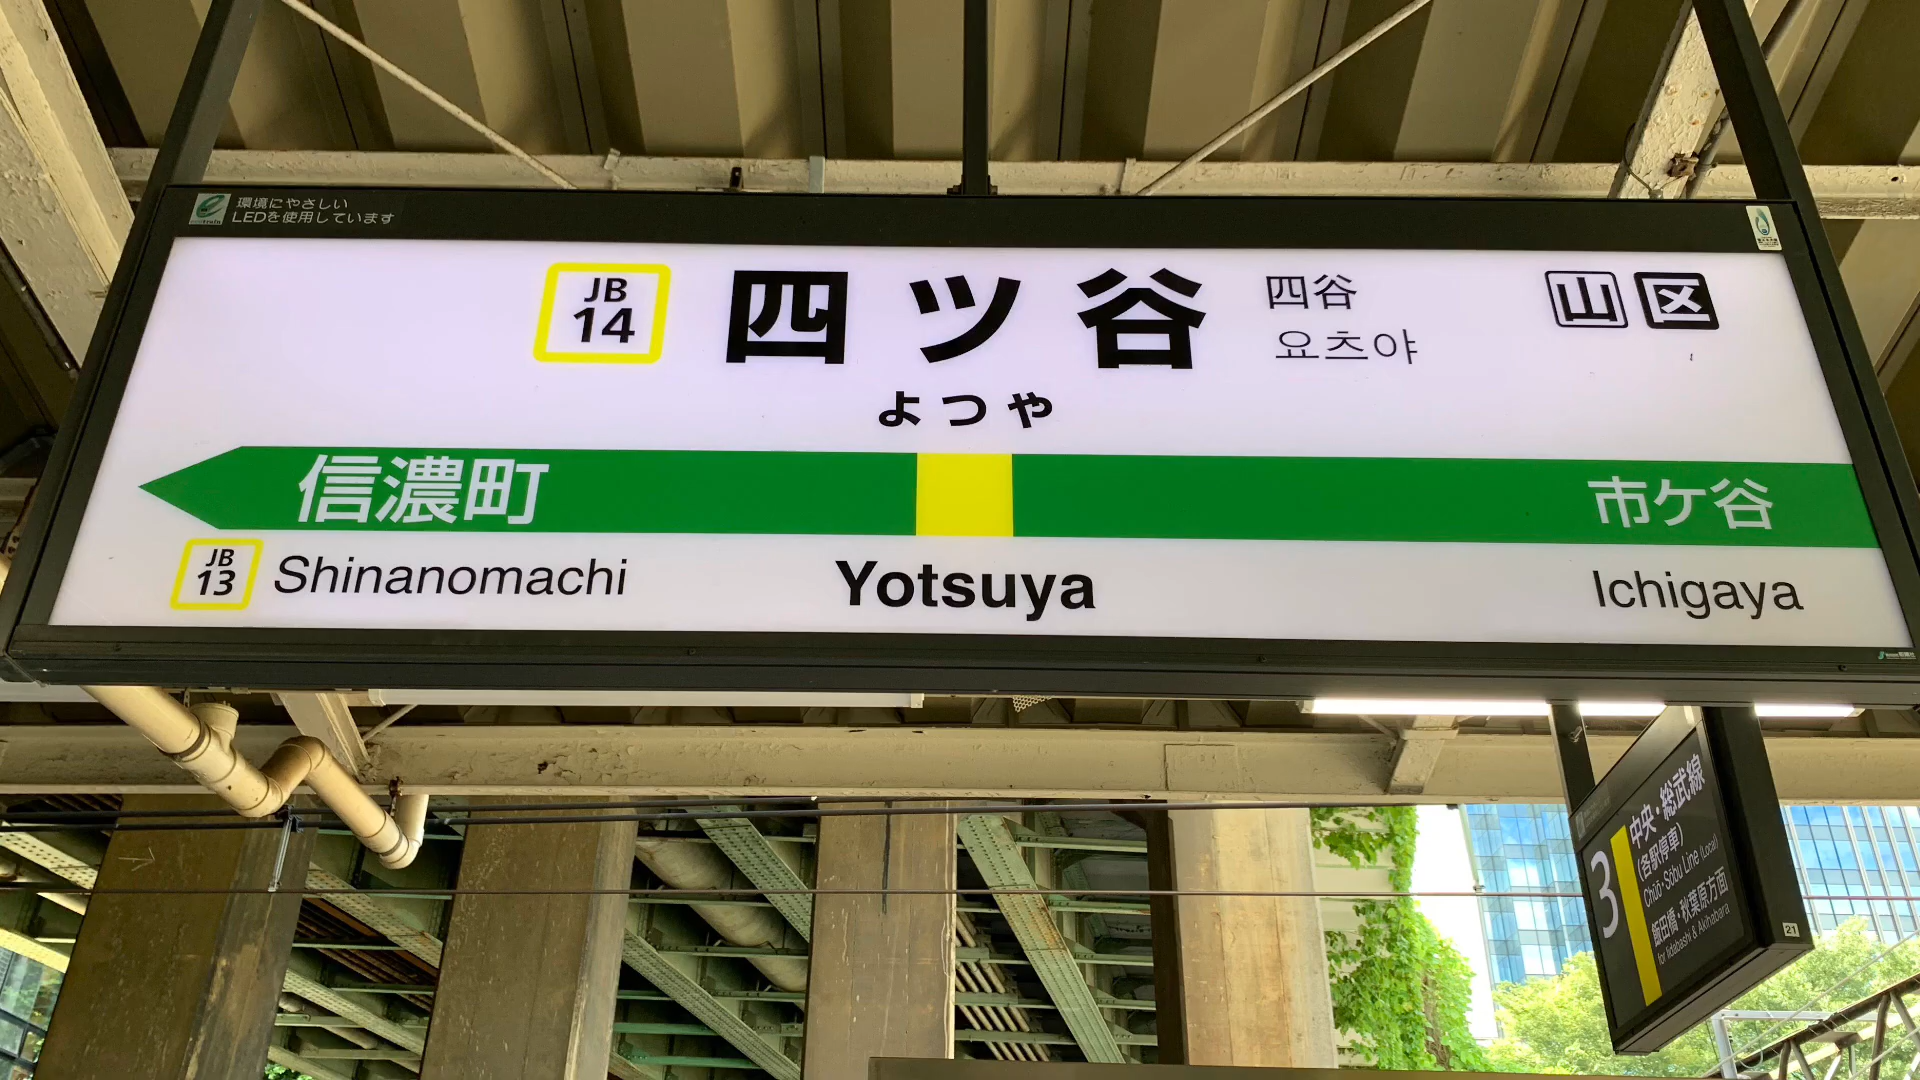 環境にやさしい
LEDを使用しています
JB
14
四ツ谷
四谷
요츠야
山 区
よつや
信濃町
市ケ谷
JB
13
Shinanomachi
Yotsuya
Ichigaya
3
中央・総武線
(各駅停車)
Chūō・Sōbu Line (Local)
飯田橋・秋葉原方面
for Iidabashi & Akihabara
21